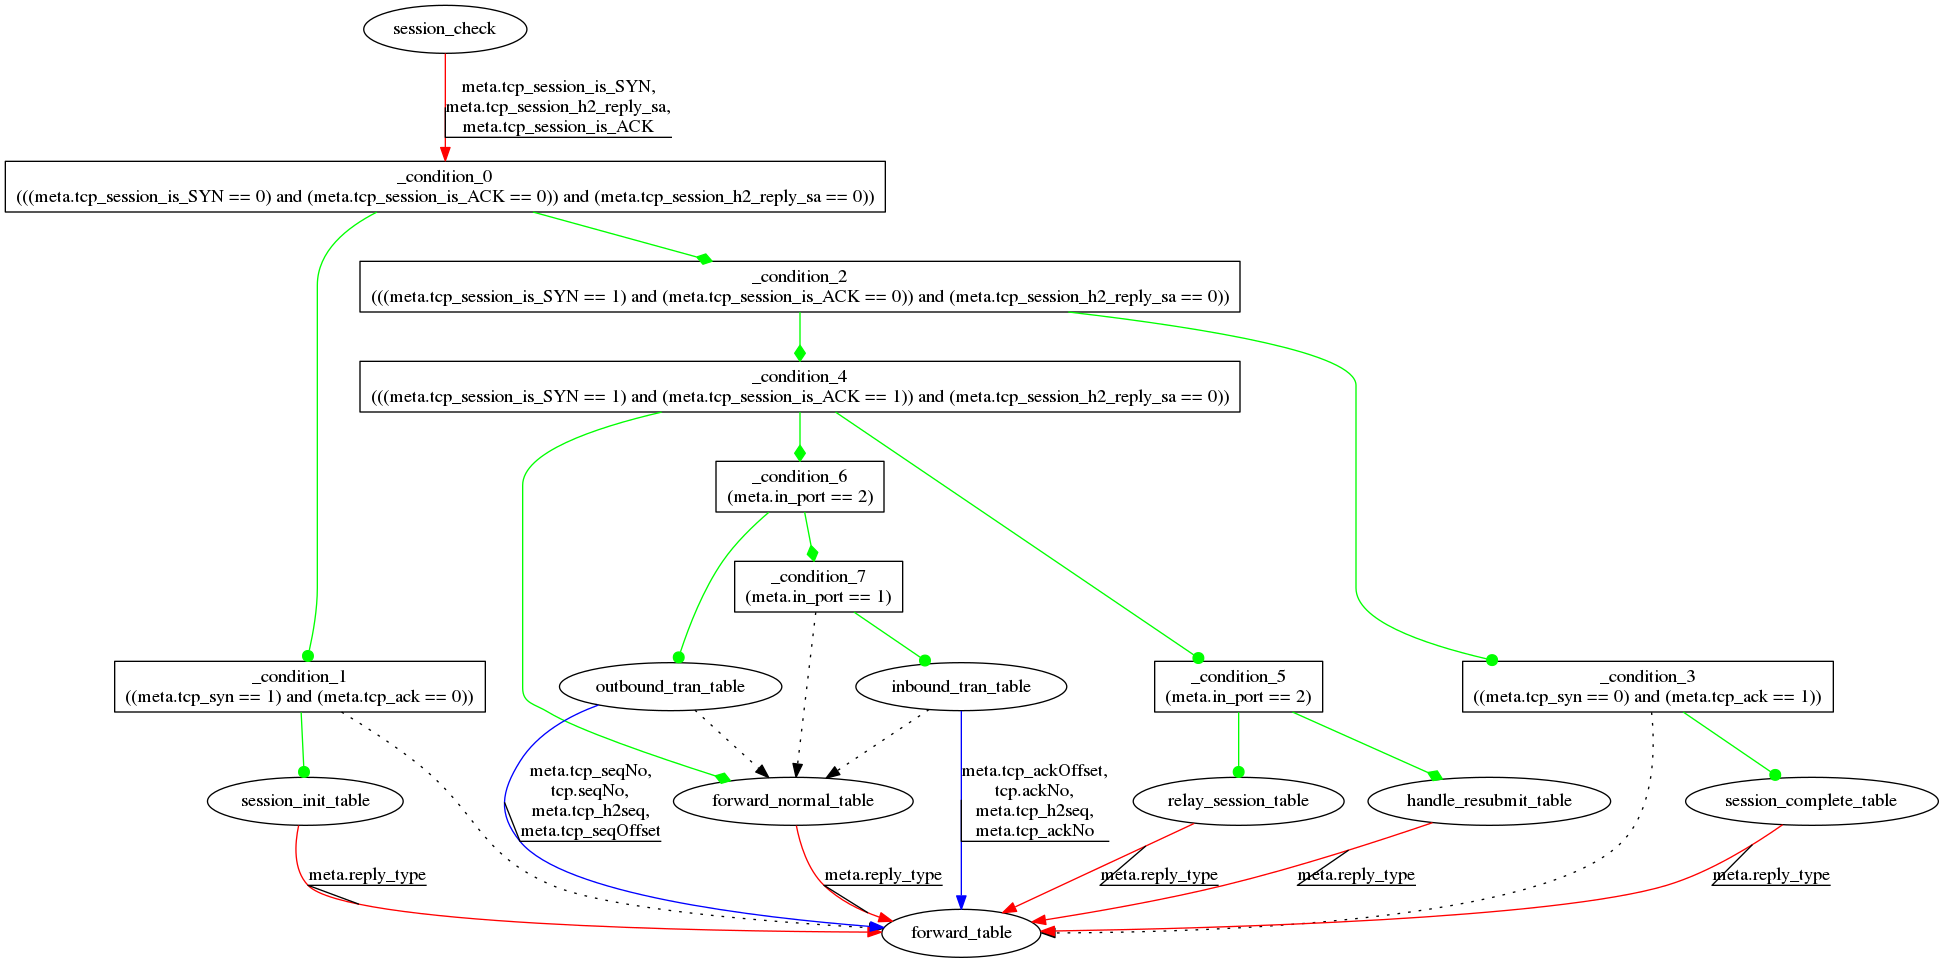 session_check
meta.tcp_session_is_SYN,
meta.tcp_session_h2_reply_sa,
meta.tcp_session_is_ACK
_condition_0
(((meta.tcp_session_is_SYN == 0) and (meta.tcp_session_is_ACK == 0)) and (meta.tcp_session_h2_reply_sa == 0))
_condition_2
(((meta.tcp_session_is_SYN == 1) and (meta.tcp_session_is_ACK == 0)) and (meta.tcp_session_h2_reply_sa == 0))
_condition_4
(((meta.tcp_session_is_SYN == 1) and (meta.tcp_session_is_ACK == 1)) and (meta.tcp_session_h2_reply_sa == 0))
_condition_6
(meta.in_port == 2)
_condition_7
(meta.in_port == 1)
_condition_1
((meta.tcp_syn == 1) and (meta.tcp_ack == 0))
outbound_tran_table
inbound_tran_table
_condition_5
(meta.in_port == 2)
_condition_3
((meta.tcp_syn == 0) and (meta.tcp_ack == 1))
session_init_table
meta.tcp_seqNo,
tcp.seqNo,
meta.tcp_h2seq,
meta.tcp_seqOffset
forward_normal_table
meta.tcp_ackOffset,
tcp.ackNo,
meta.tcp_h2seq,
meta.tcp_ackNo
relay_session_table
handle_resubmit_table
session_complete_table
meta.reply_type
meta.reply_type
meta.reply_type
meta.reply_type
meta.reply_type
forward_table